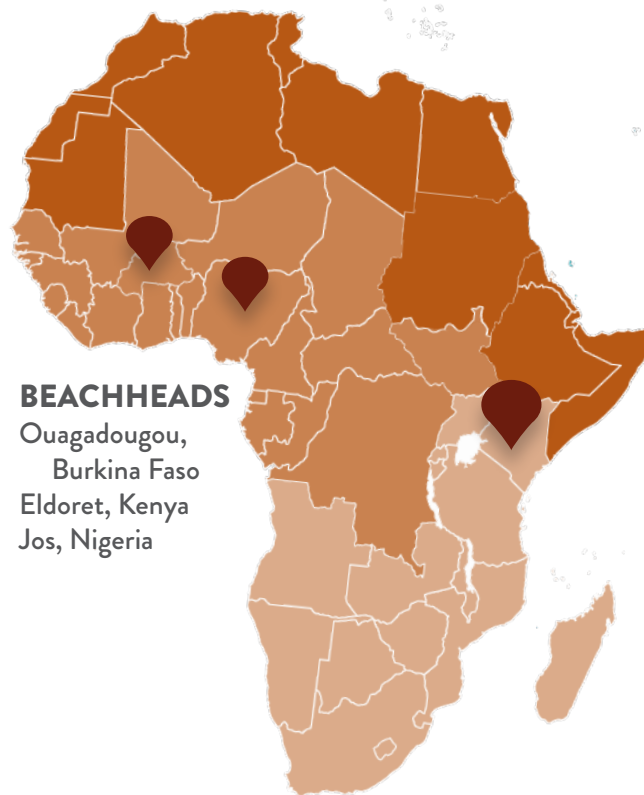 BEACHHEADS
Ouagadougou,
Burkina Faso
Eldoret, Kenya
Jos, Nigeria